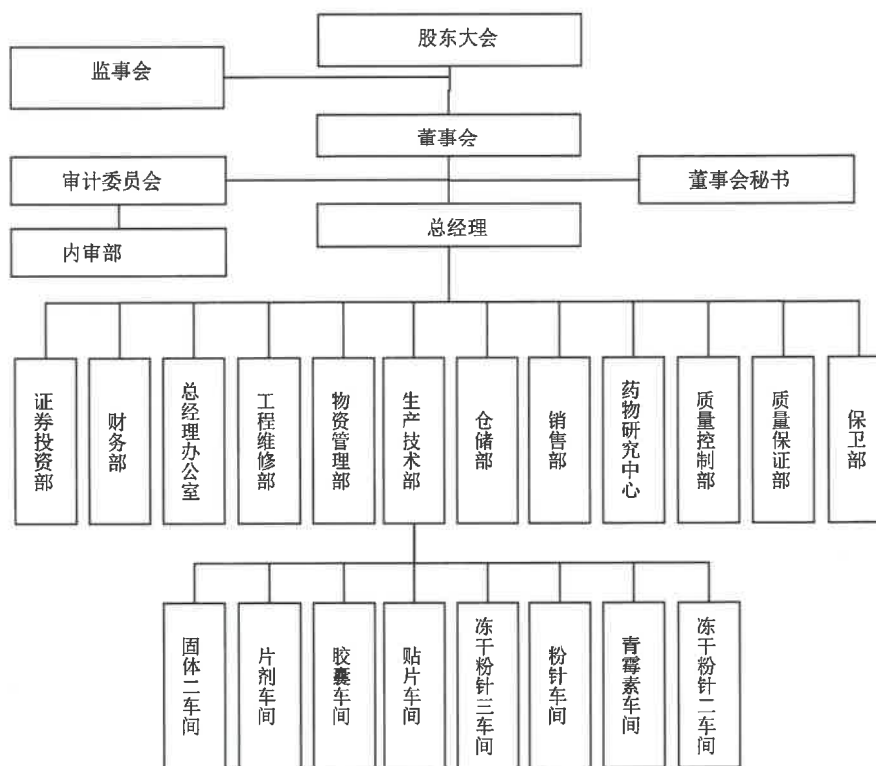 股东大会
监事会
董事会
审计委员会
董事会秘书
总经理
内审部
证券投资部
财务部
总经理办公室
工程维修部
物资管理部
生产技术部
仓储部
销售部
药物研究中心
质量控制部
质量保证部
保卫部
固体二车间
片剂车间
胶囊车间
贴片车间
冻干粉针三车间
粉针车间
青霉素车间
冻干粉针二车间